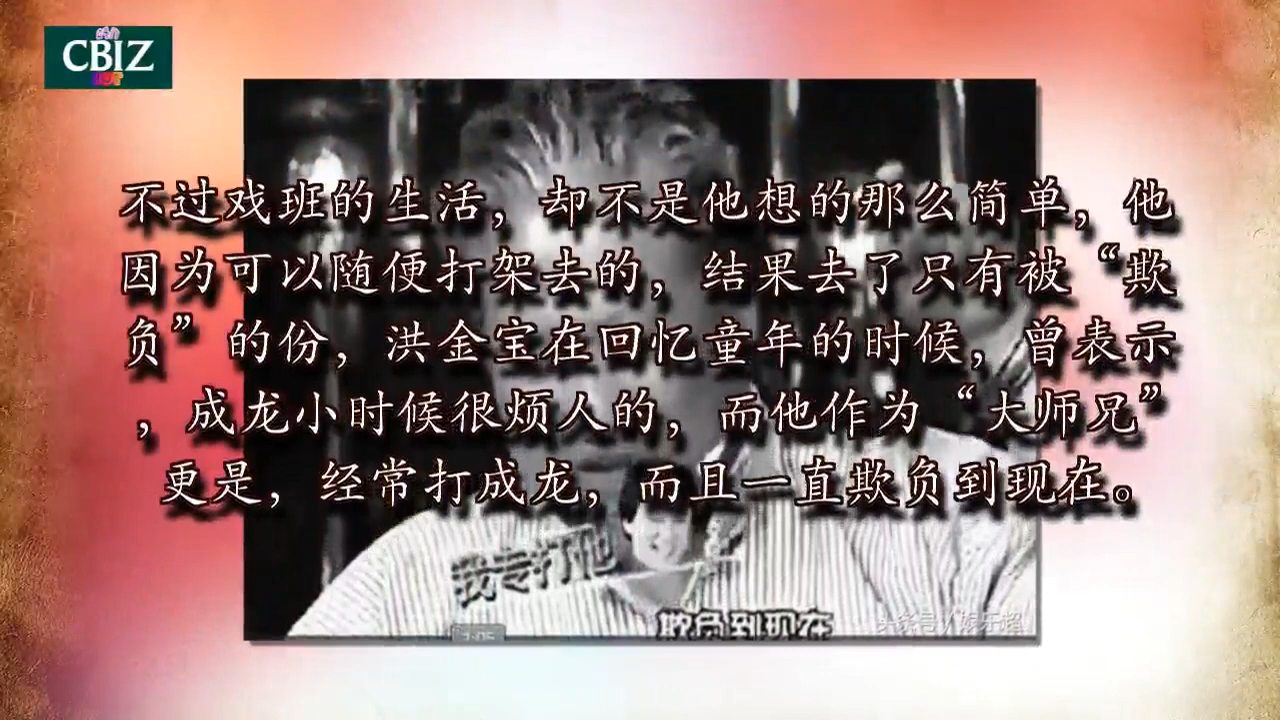 CBIZ
不过戏班的生活，却不是他想的那么简单，他
因为可以随便打架去的，结果去了只有被“欺
负”的份，洪金宝在回忆童年的时候，曾表示
，成龙小时候很烦人的，而他作为“大师兄”
更是，经常打成龙，而且一直欺负到现在。
我专打他
欺负到现在